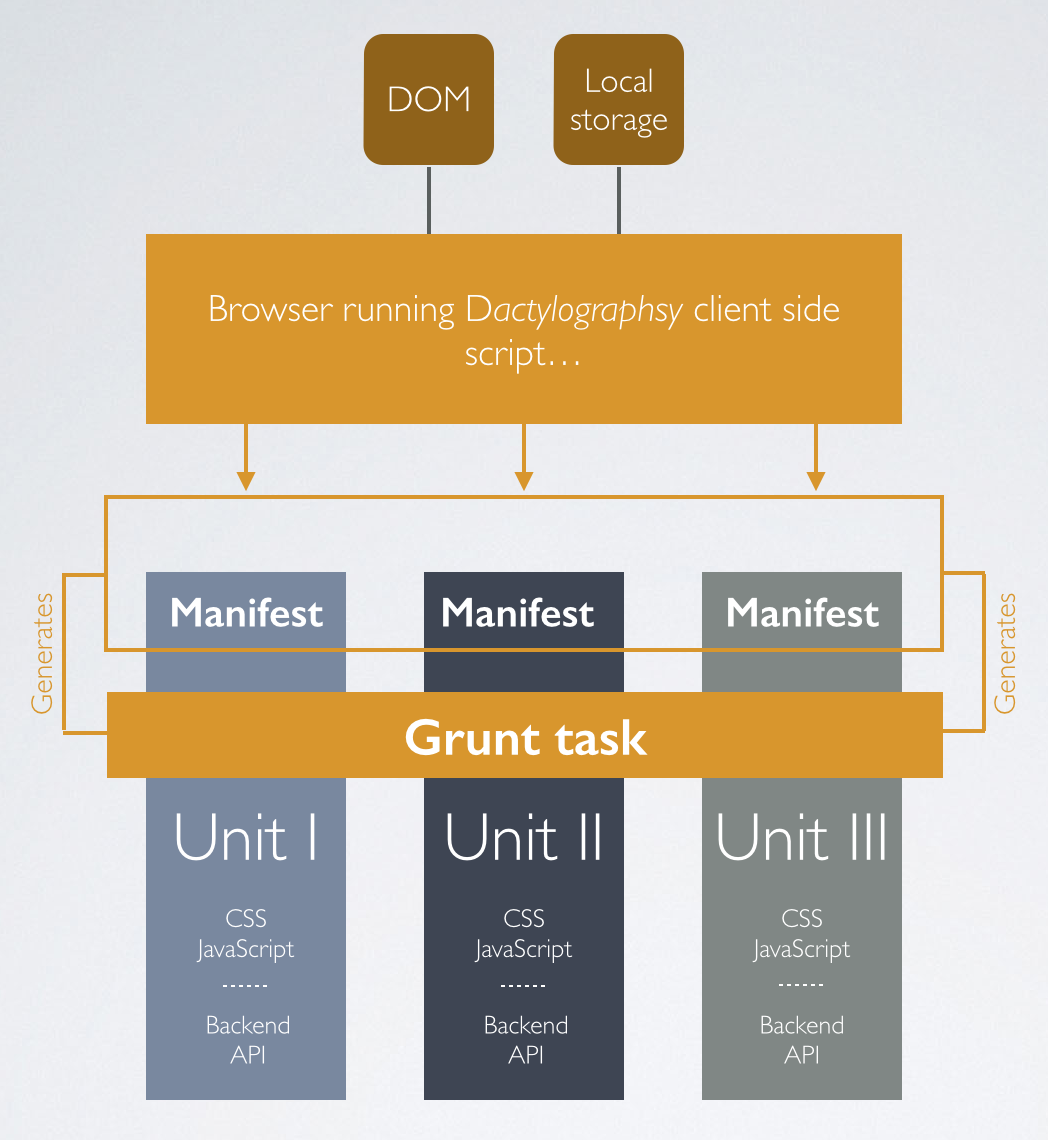 DOM
Local
storage
Browser running Dactylographsy client side
script…
Generates
Generates
Manifest
Manifest
Manifest
Grunt task
Unit I
Unit II
Unit III
CSS
JavaScript
------
Backend
API
CSS
JavaScript
------
Backend
API
CSS
JavaScript
------
Backend
API